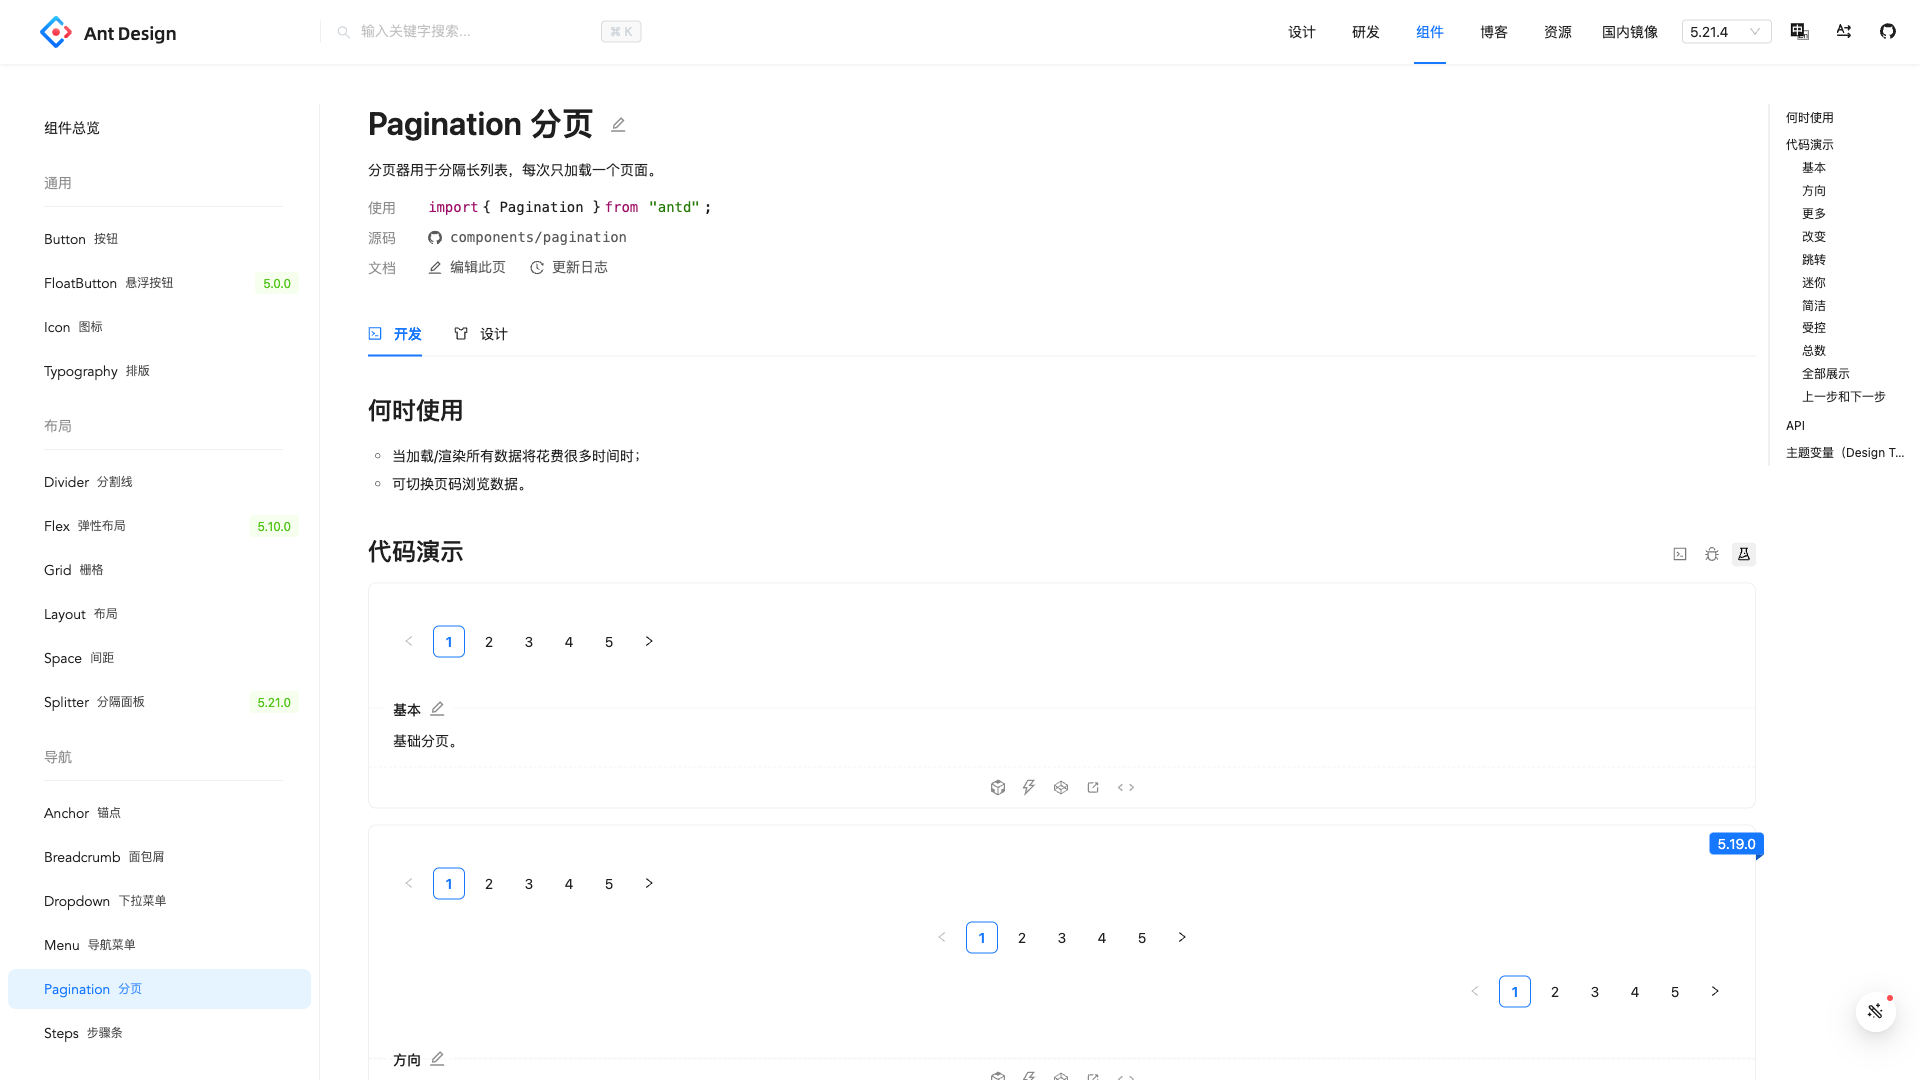 Ant Design
输入关键字搜索...
⌘ K
设计
研发
组件
博客
资源
国内镜像
5.21.4
组件总览
通用
Button 按钮
FloatButton 悬浮按钮 5.0.0
Icon 图标
Typography 排版
布局
Divider 分割线
Flex 弹性布局 5.10.0
Grid 栅格
Layout 布局
Space 间距
Splitter 分隔面板 5.21.0
导航
Anchor 锚点
Breadcrumb 面包屑
Dropdown 下拉菜单
Menu 导航菜单
Pagination 分页
Steps 步骤条
Pagination 分页
分页器用于分隔长列表，每次只加载一个页面。
使用 import { Pagination } from "antd";
源码 components/pagination
文档 编辑此页 更新日志
开发 设计
何时使用
当加载/渲染所有数据将花费很多时间时；
可切换页码浏览数据。
代码演示
1 2 3 4 5
基本
基础分页。
5.19.0
1 2 3 4 5
1 2 3 4 5
1 2 3 4 5
方向
何时使用
代码演示
基本
方向
更多
改变
跳转
迷你
简洁
受控
总数
全部展示
上一步和下一步
API
主题变量（Design T...